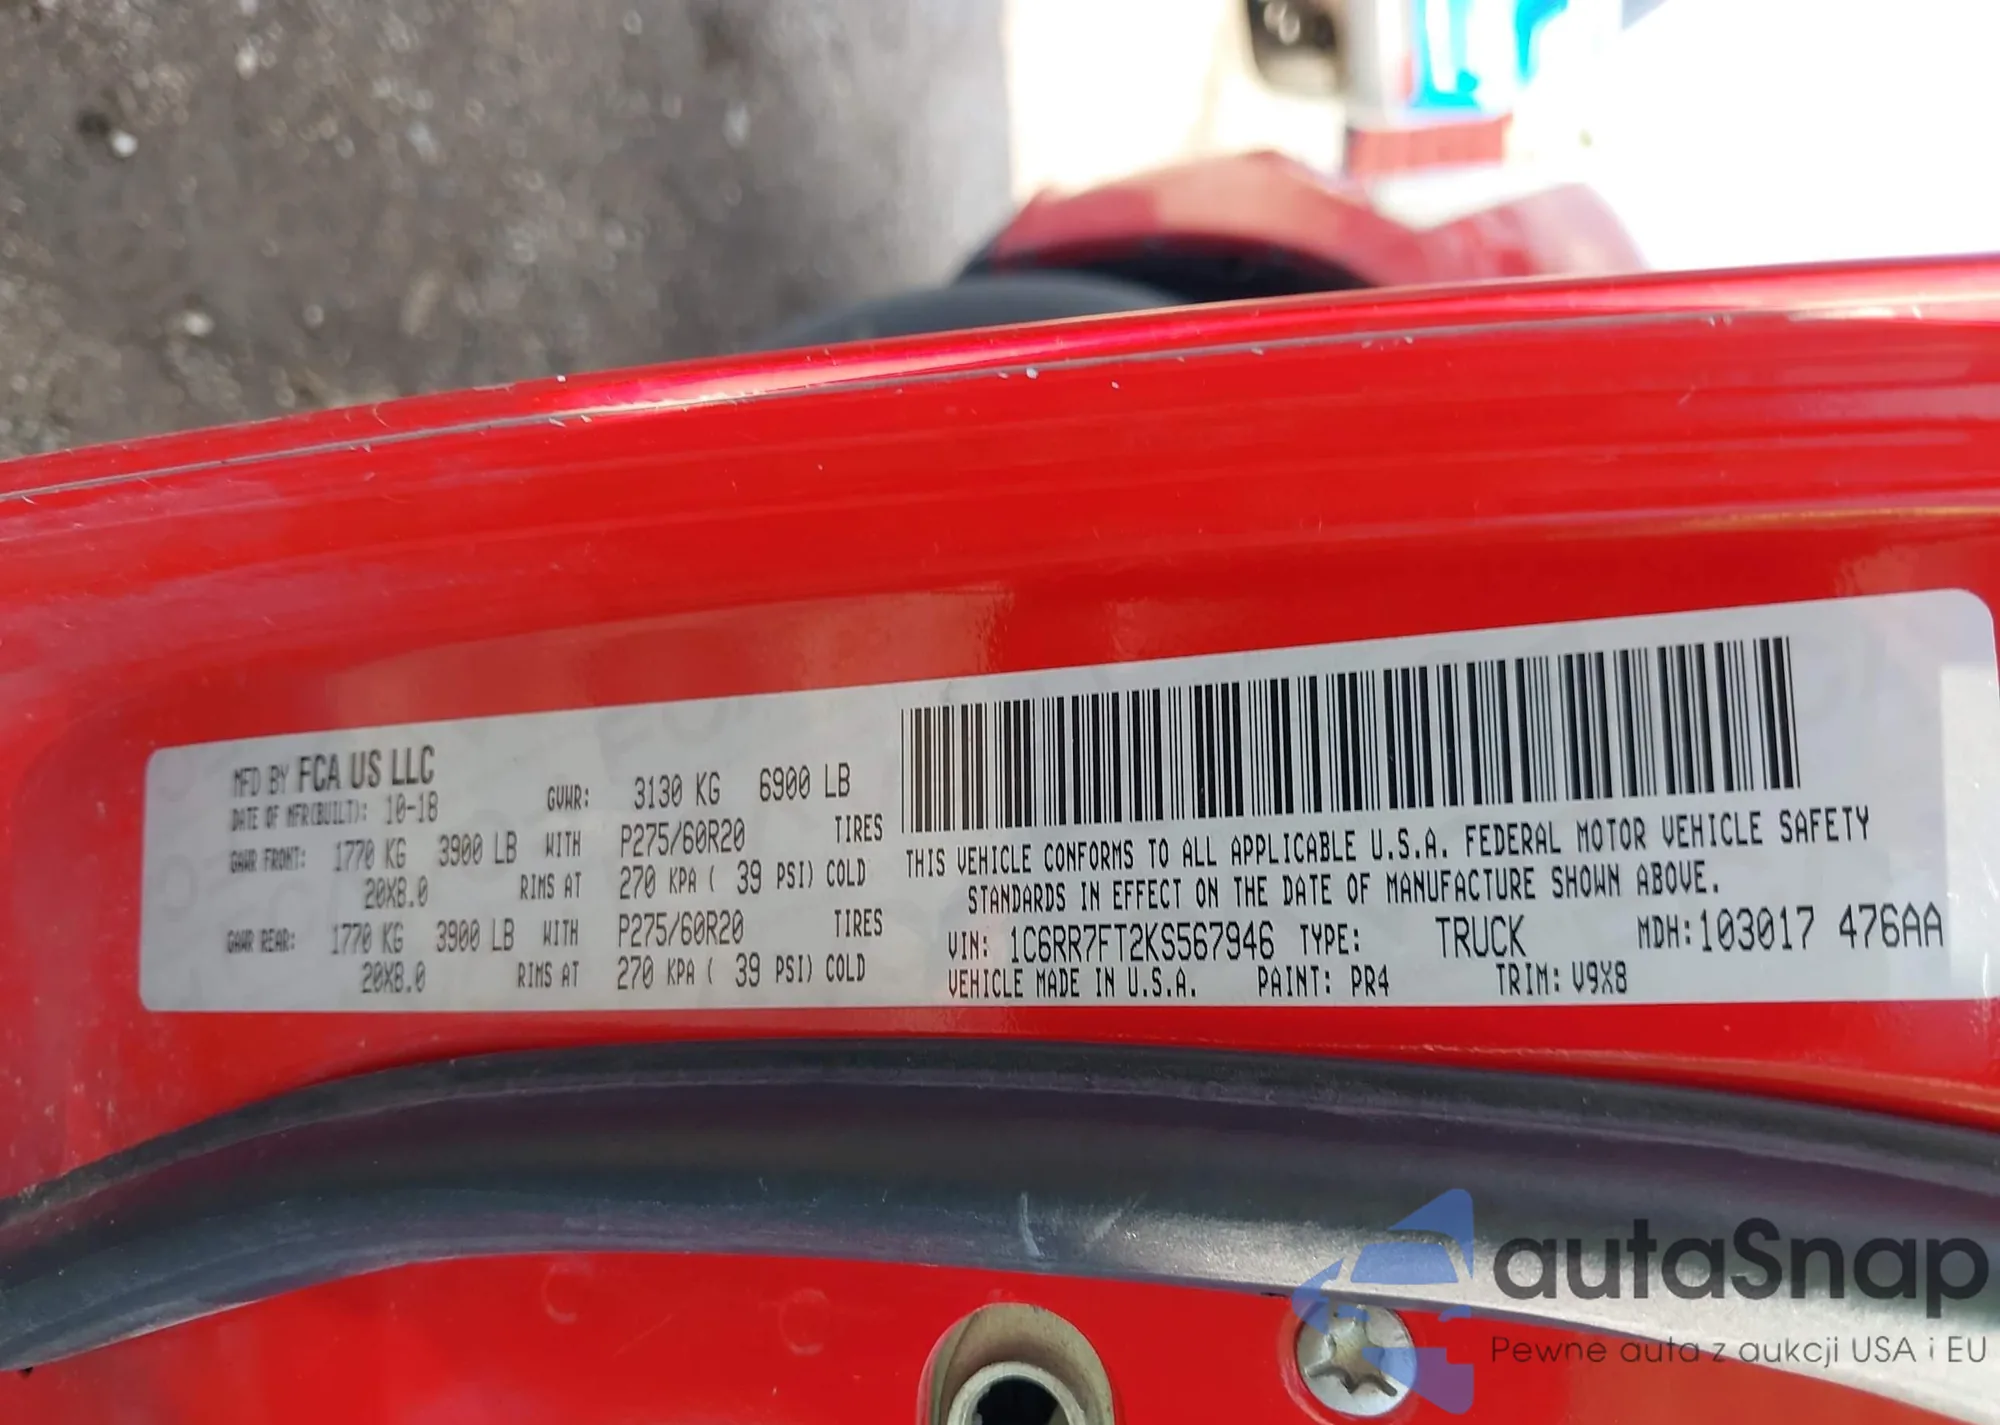 MFD BY FCA US LLC
DATE OF MFR(BUILT): 10-18 GVWR: 3130 KG 6900 LB
GAWR FRONT: 1770 KG 3900 LB WITH P275/60R20 TIRES
20X8.0 RIMS AT 270 KPA ( 39 PSI) COLD
GAWR REAR: 1770 KG 3900 LB WITH P275/60R20 TIRES
20X8.0 RIMS AT 270 KPA ( 39 PSI) COLD
THIS VEHICLE CONFORMS TO ALL APPLICABLE U.S.A. FEDERAL MOTOR VEHICLE SAFETY
STANDARDS IN EFFECT ON THE DATE OF MANUFACTURE SHOWN ABOVE.
VIN: 1C6RR7FT2KS567946 TYPE: TRUCK MDH:103017 476AA
VEHICLE MADE IN U.S.A. PAINT: PR4 TRIM: V9X8
autaSnap
Pewne auta z aukcji USA i EU